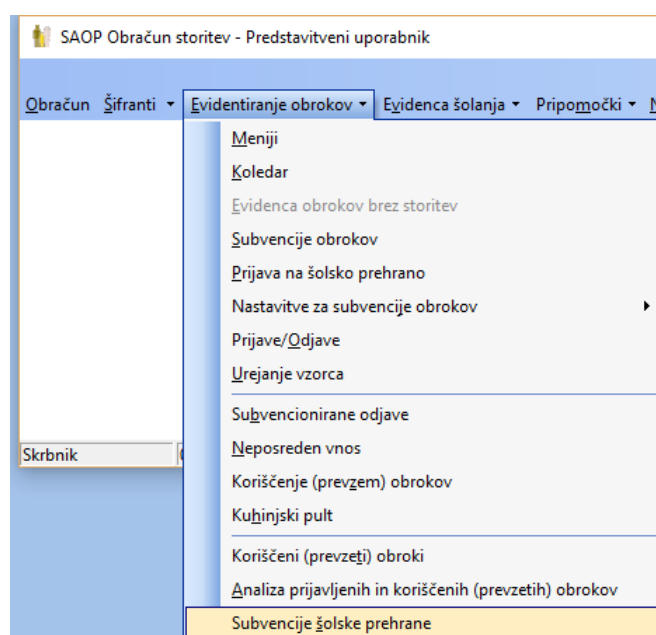 SAOP Obračun storitev - Predstavitveni uporabnik
Obračun Šifranti Evidentiranje obrokov Evidenca šolanja Pripomočki
Meniji
Koledar
Evidenca obrokov brez storitev
Subvencije obrokov
Prijava na šolsko prehrano
Nastavitve za subvencije obrokov
Prijave/Odjave
Urejanje vzorca
Subvencionirane odjave
Neposreden vnos
Koriščenje (prevzem) obrokov
Skrbnik
Kuhinjski pult
Koriščeni (prevzeti) obroki
Analiza prijavljenih in koriščenih (prevzetih) obrokov
Subvencije šolske prehrane